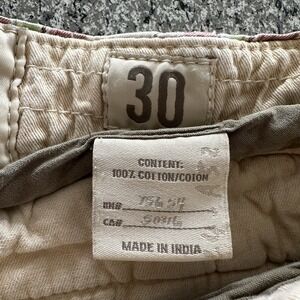 30
CONTENT:
100% COTTON/COTON
RN#
CA#
MADE IN INDIA